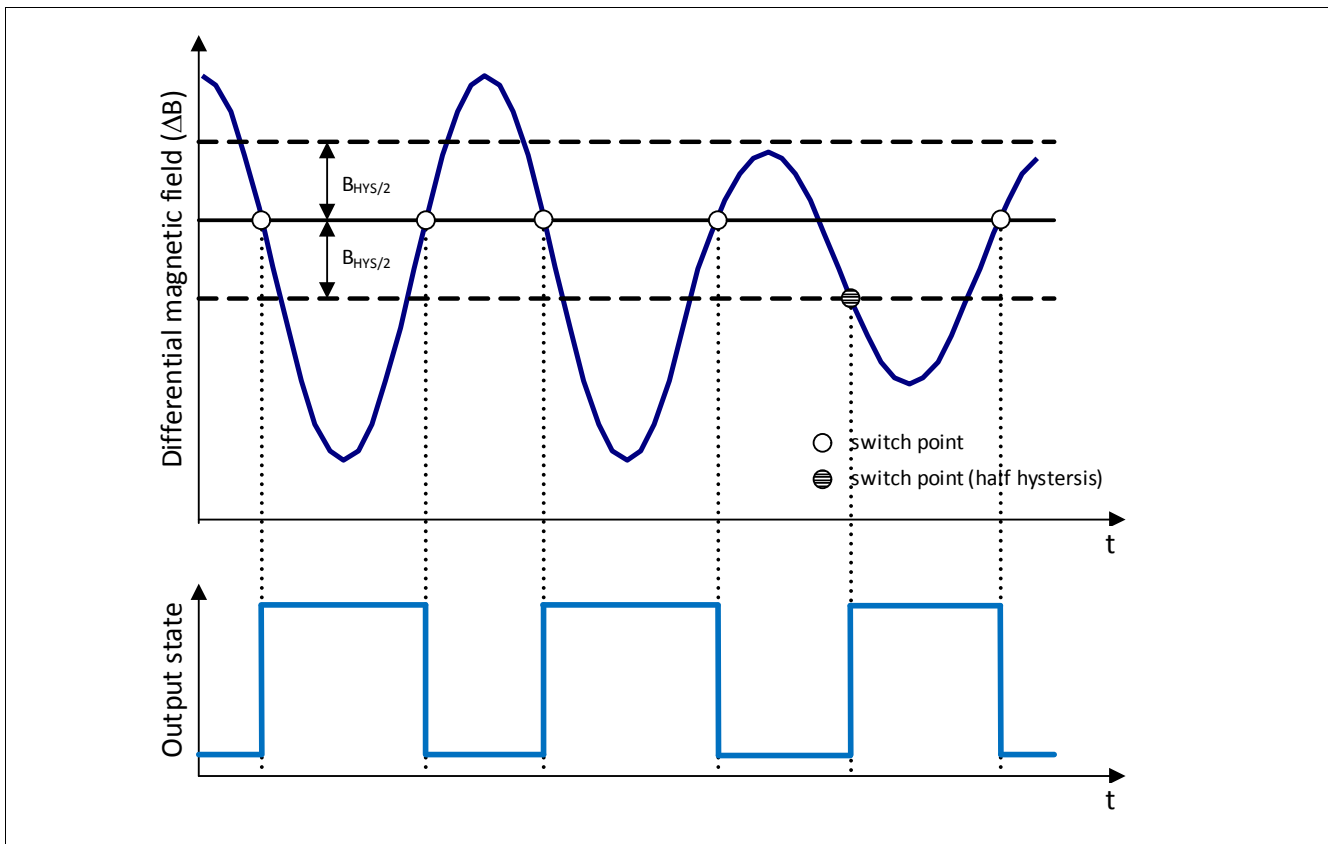 Differential magnetic field (ΔB)
B_HYS/2
B_HYS/2
switch point
switch point (half hystersis)
t
Output state
t